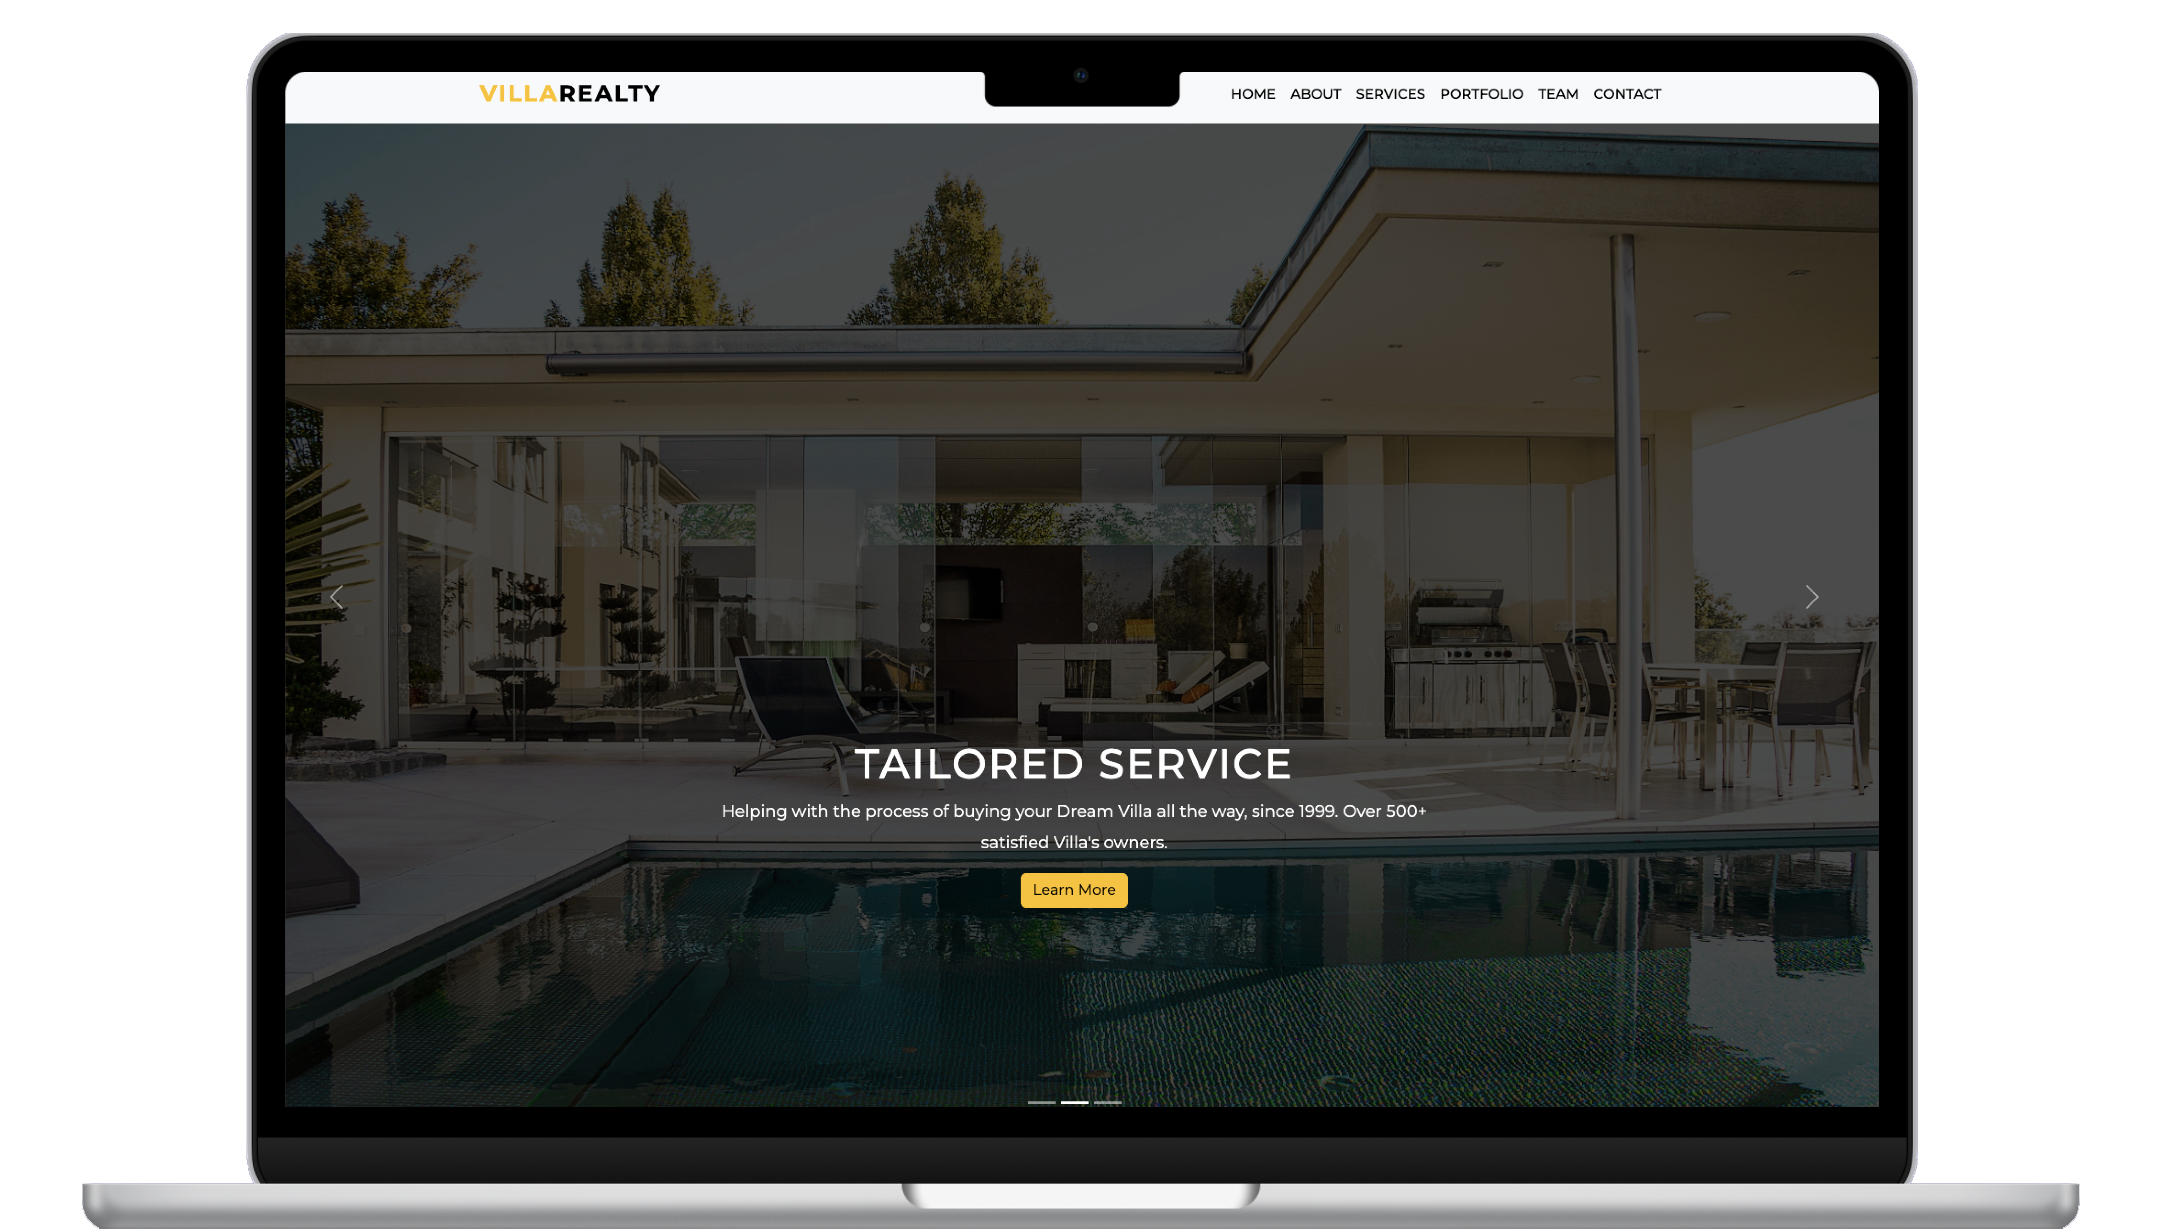 VILLAREALTY
HOME ABOUT SERVICES PORTFOLIO TEAM CONTACT
TAILORED SERVICE
Helping with the process of buying your Dream Villa all the way, since 1999. Over 500+
satisfied Villa's owners.
Learn More